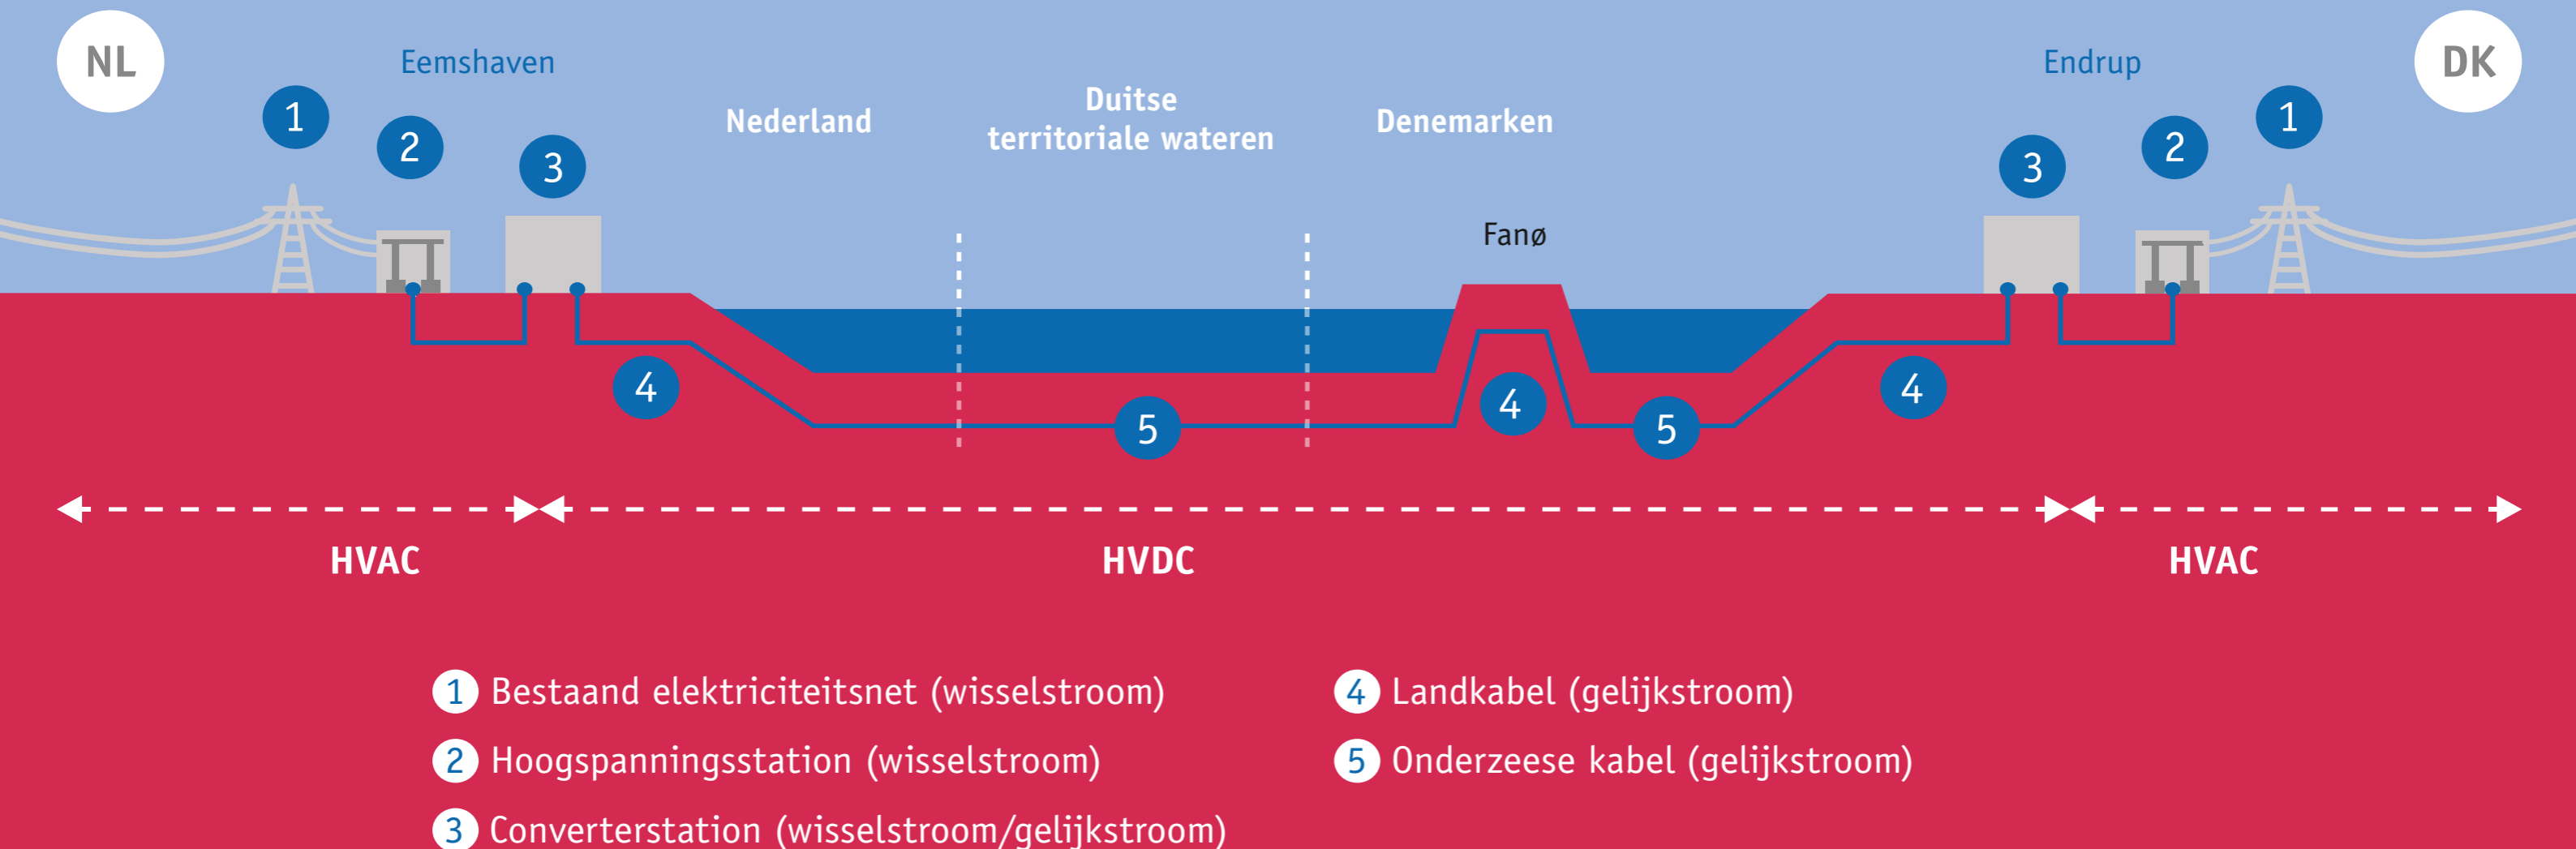 NL
Eemshaven
Endrup
DK
1
2
3
Nederland
Duitse
territoriale wateren
Denemarken
3
2
1
Fanø
4
5
4
5
4
HVAC
HVDC
HVAC
1 Bestaand elektriciteitsnet (wisselstroom)
2 Hoogspanningsstation (wisselstroom)
3 Converterstation (wisselstroom/gelijkstroom)
4 Landkabel (gelijkstroom)
5 Onderzeese kabel (gelijkstroom)